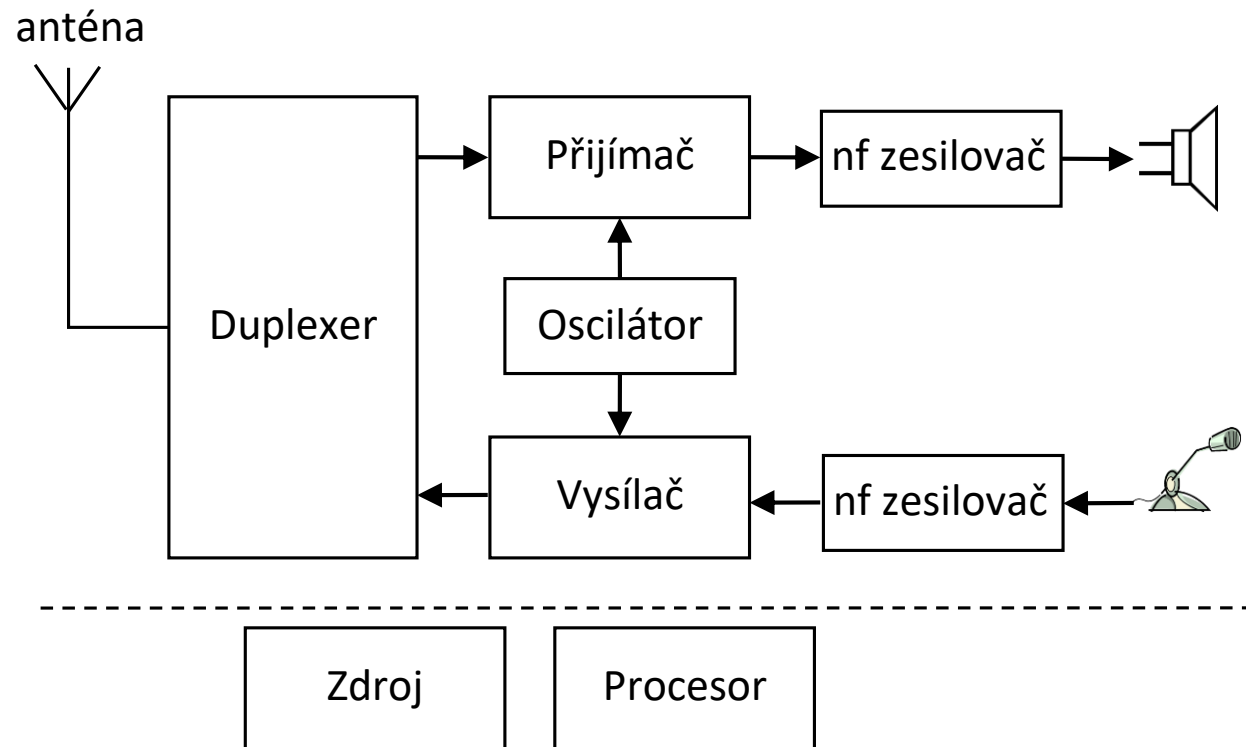 anténa
Přijímač
nf zesilovač
Duplexer
Oscilátor
Vysílač
nf zesilovač
Zdroj
Procesor